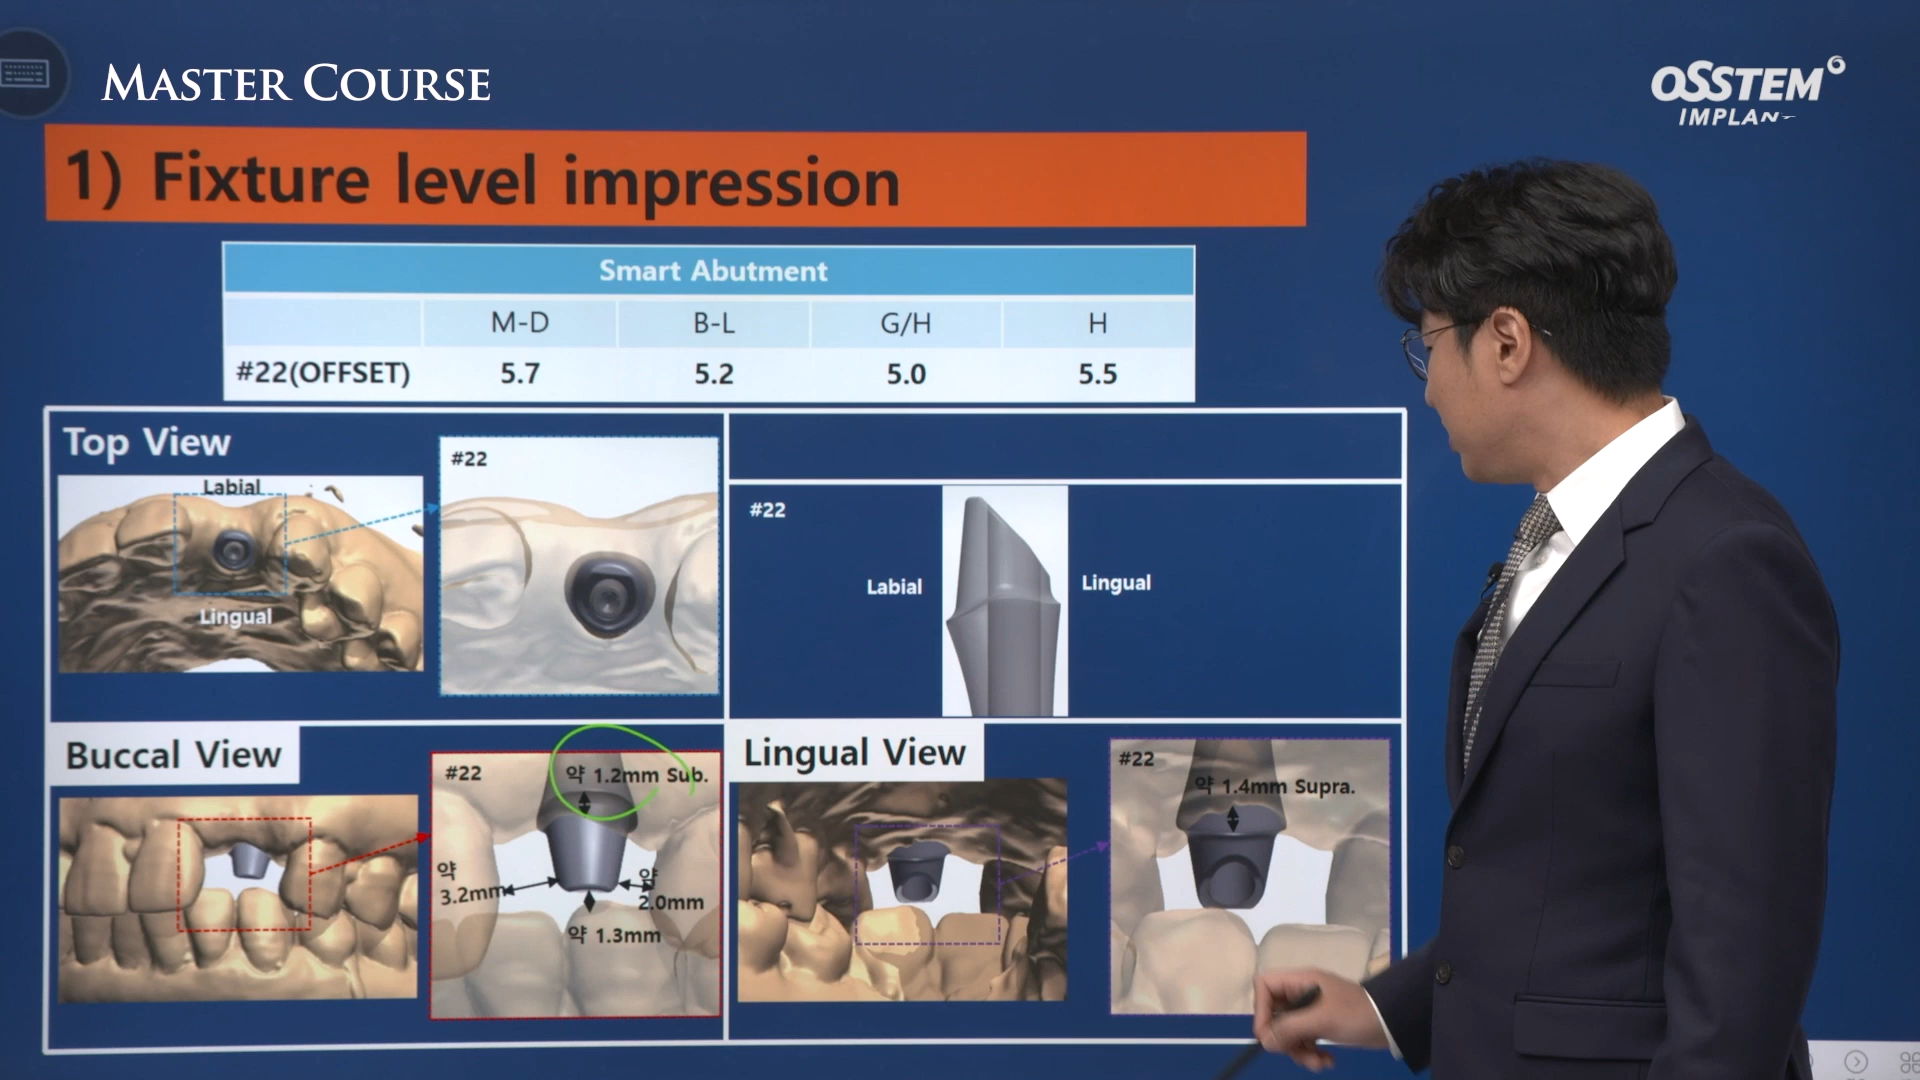 MASTER COURSE
OSSTEM
IMPLANT
1) Fixture level impression
Smart Abutment
M-D B-L G/H H
#22(OFFSET) 5.7 5.2 5.0 5.5
Top View
Labial
Lingual
#22
#22
Labial
Lingual
Buccal View
#22
약 1.2mm Sub.
약
3.2mm
약
2.0mm
약 1.3mm
Lingual View
#22
약 1.4mm Supra.